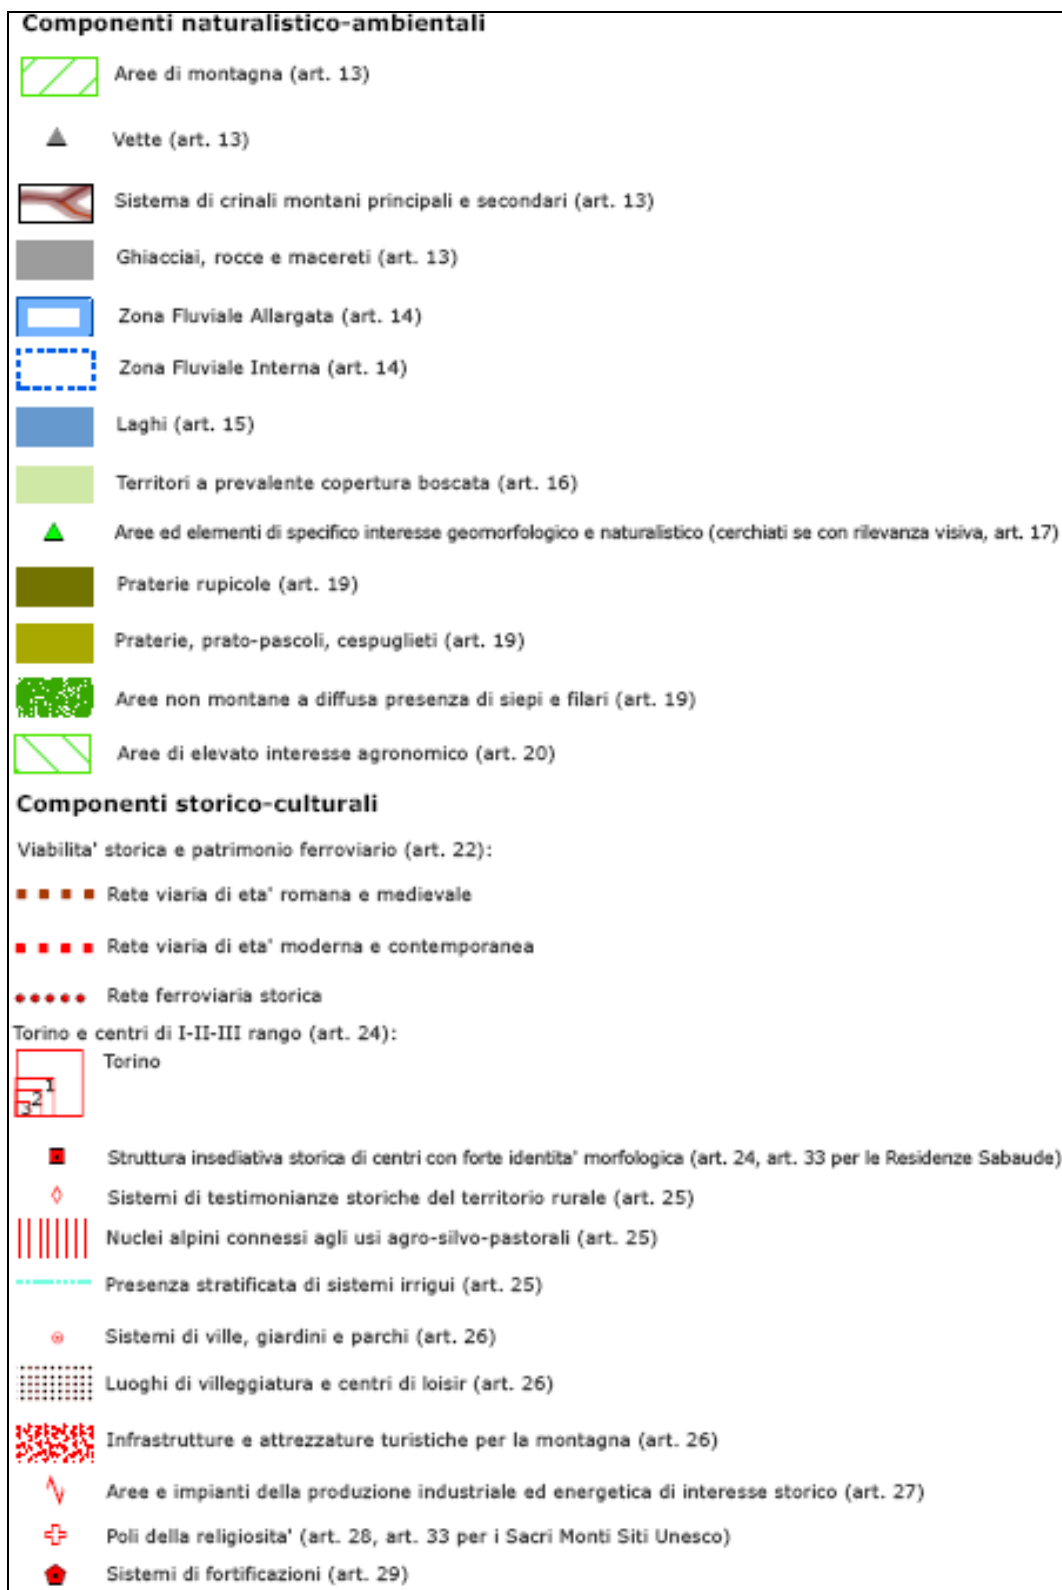 Componenti naturalistico-ambientali
Aree di montagna (art. 13)
Vette (art. 13)
Sistema di crinali montani principali e secondari (art. 13)
Ghiacciai, rocce e macereti (art. 13)
Zona Fluviale Allargata (art. 14)
Zona Fluviale Interna (art. 14)
Laghi (art. 15)
Territori a prevalente copertura boscata (art. 16)
Aree ed elementi di specifico interesse geomorfologico e naturalistico (cerchiati se con rilevanza visiva, art. 17)
Praterie rupicole (art. 19)
Praterie, prato-pascoli, cespuglieti (art. 19)
Aree non montane a diffusa presenza di siepi e filari (art. 19)
Aree di elevato interesse agronomico (art. 20)
Componenti storico-culturali
Viabilita' storica e patrimonio ferroviario (art. 22):
Rete viaria di eta' romana e medievale
Rete viaria di eta' moderna e contemporanea
Rete ferroviaria storica
Torino e centri di I-II-III rango (art. 24):
Torino
1
2
3
Struttura insediativa storica di centri con forte identita' morfologica (art. 24, art. 33 per le Residenze Sabaude)
Sistemi di testimonianze storiche del territorio rurale (art. 25)
Nuclei alpini connessi agli usi agro-silvo-pastorali (art. 25)
Presenza stratificata di sistemi irrigui (art. 25)
Sistemi di ville, giardini e parchi (art. 26)
Luoghi di villeggiatura e centri di loisir (art. 26)
Infrastrutture e attrezzature turistiche per la montagna (art. 26)
Aree e impianti della produzione industriale ed energetica di interesse storico (art. 27)
Poli della religiosita' (art. 28, art. 33 per i Sacri Monti Siti Unesco)
Sistemi di fortificazioni (art. 29)